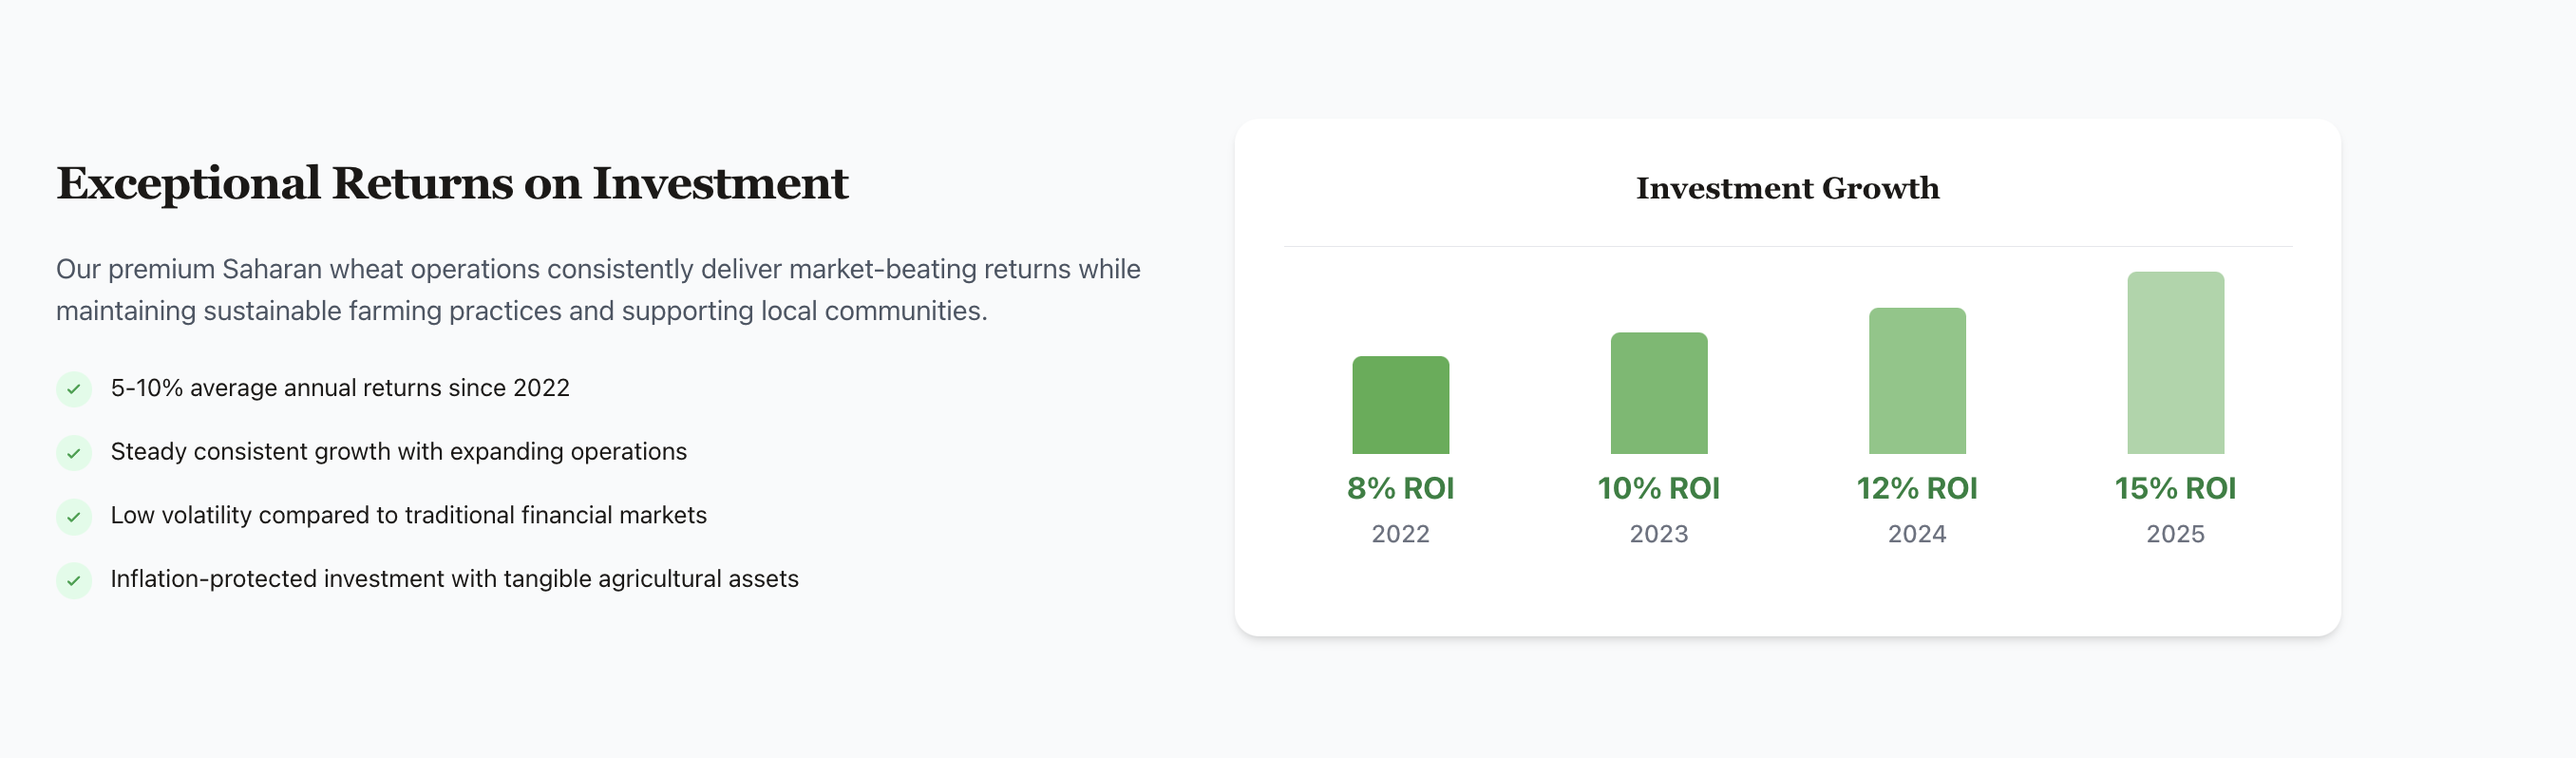 Exceptional Returns on Investment
Our premium Saharan wheat operations consistently deliver market-beating returns while
maintaining sustainable farming practices and supporting local communities.
5-10% average annual returns since 2022
Steady consistent growth with expanding operations
Low volatility compared to traditional financial markets
Inflation-protected investment with tangible agricultural assets
Investment Growth
8% ROI
10% ROI
12% ROI
15% ROI
2022
2023
2024
2025